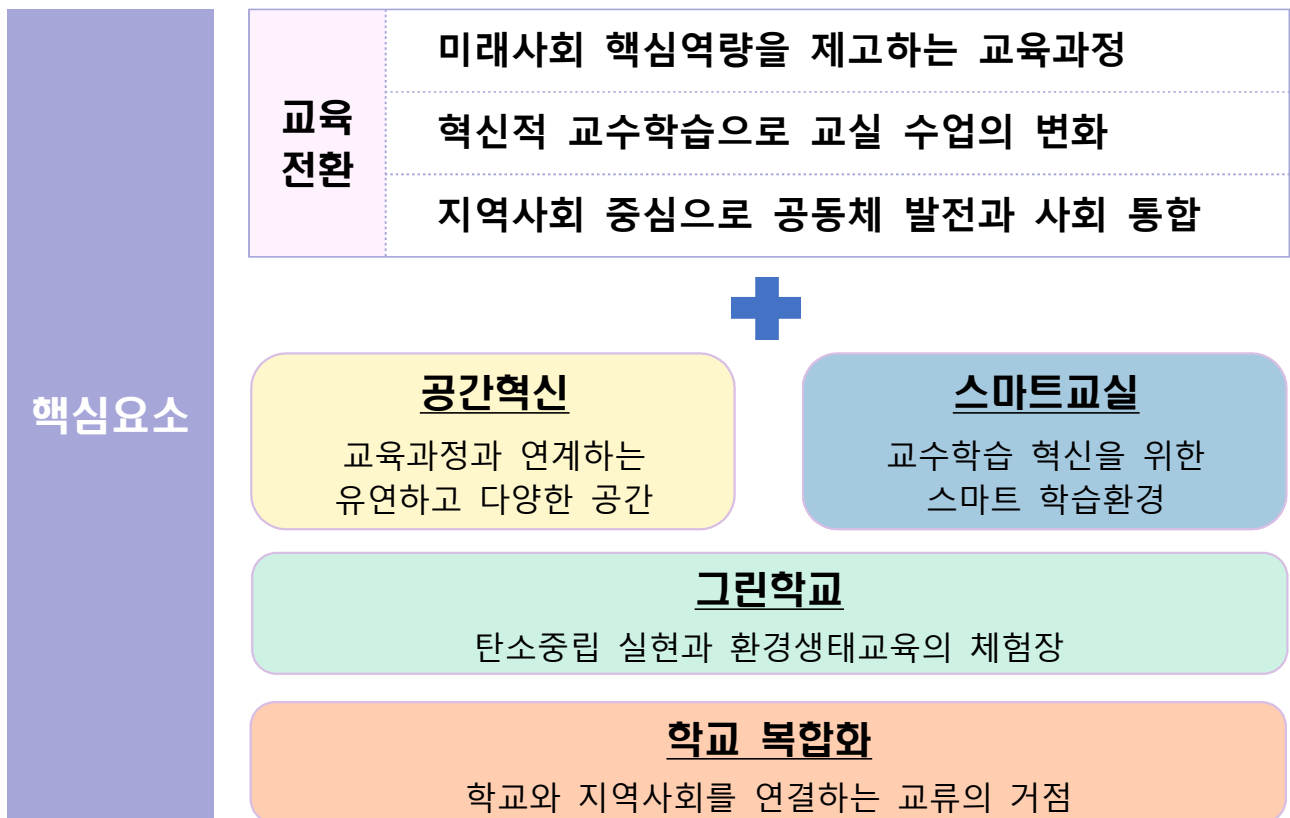 핵심요소
교육
전환
미래사회 핵심역량을 제고하는 교육과정
혁신적 교수학습으로 교실 수업의 변화
지역사회 중심으로 공동체 발전과 사회 통합
공간혁신
교육과정과 연계하는
유연하고 다양한 공간
스마트교실
교수학습 혁신을 위한
스마트 학습환경
그린학교
탄소중립 실현과 환경생태교육의 체험장
학교 복합화
학교와 지역사회를 연결하는 교류의 거점